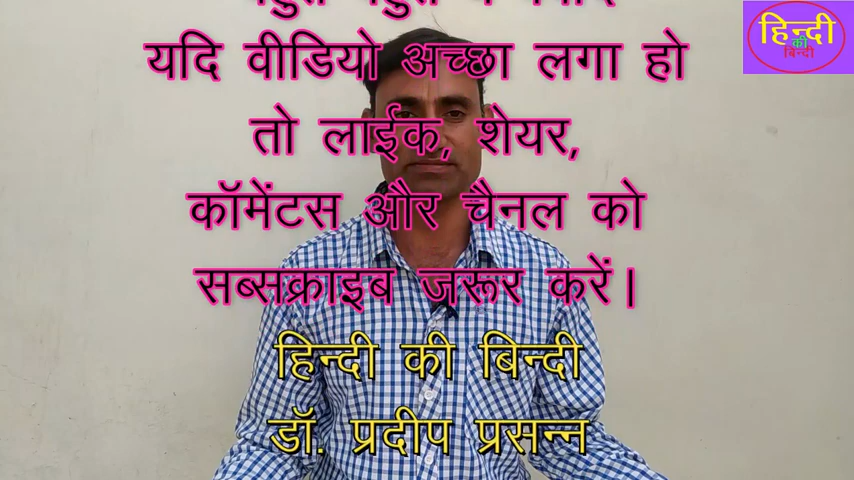 यदि वीडियो अच्छा लगा हो
तो लाईक, शेयर,
कॉमेंटस और चैनल को
सब्सक्राइब जरूर करें।
हिन्दी की बिन्दी
डॉ. प्रदीप प्रसन्न
हिन्दी
की
बिन्दी